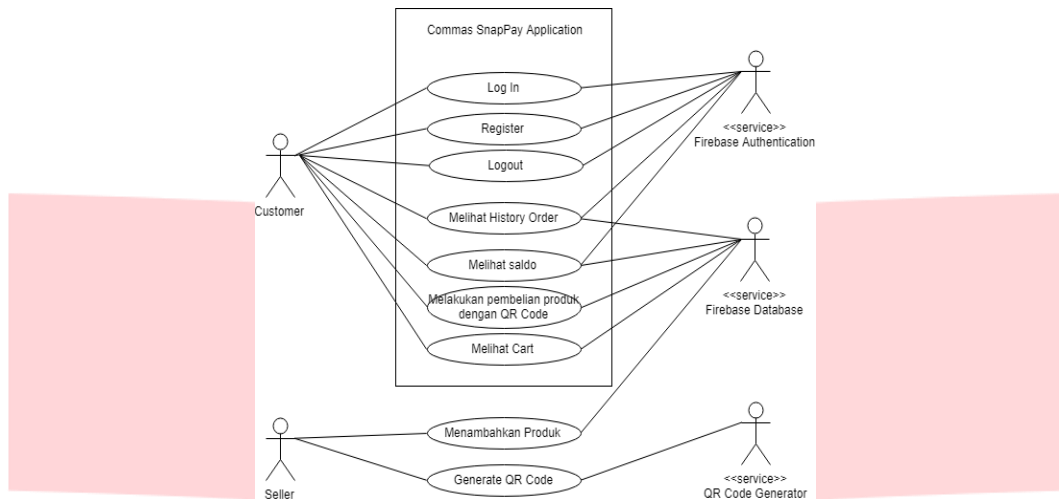 Commas SnapPay Application
Log In
Register
Logout
Melihat History Order
Melihat saldo
Melakukan pembelian produk
dengan QR Code
Melihat Cart
Menambahkan Produk
Generate QR Code
Customer
Seller
<<service>>
Firebase Authentication
<<service>>
Firebase Database
<<service>>
QR Code Generator